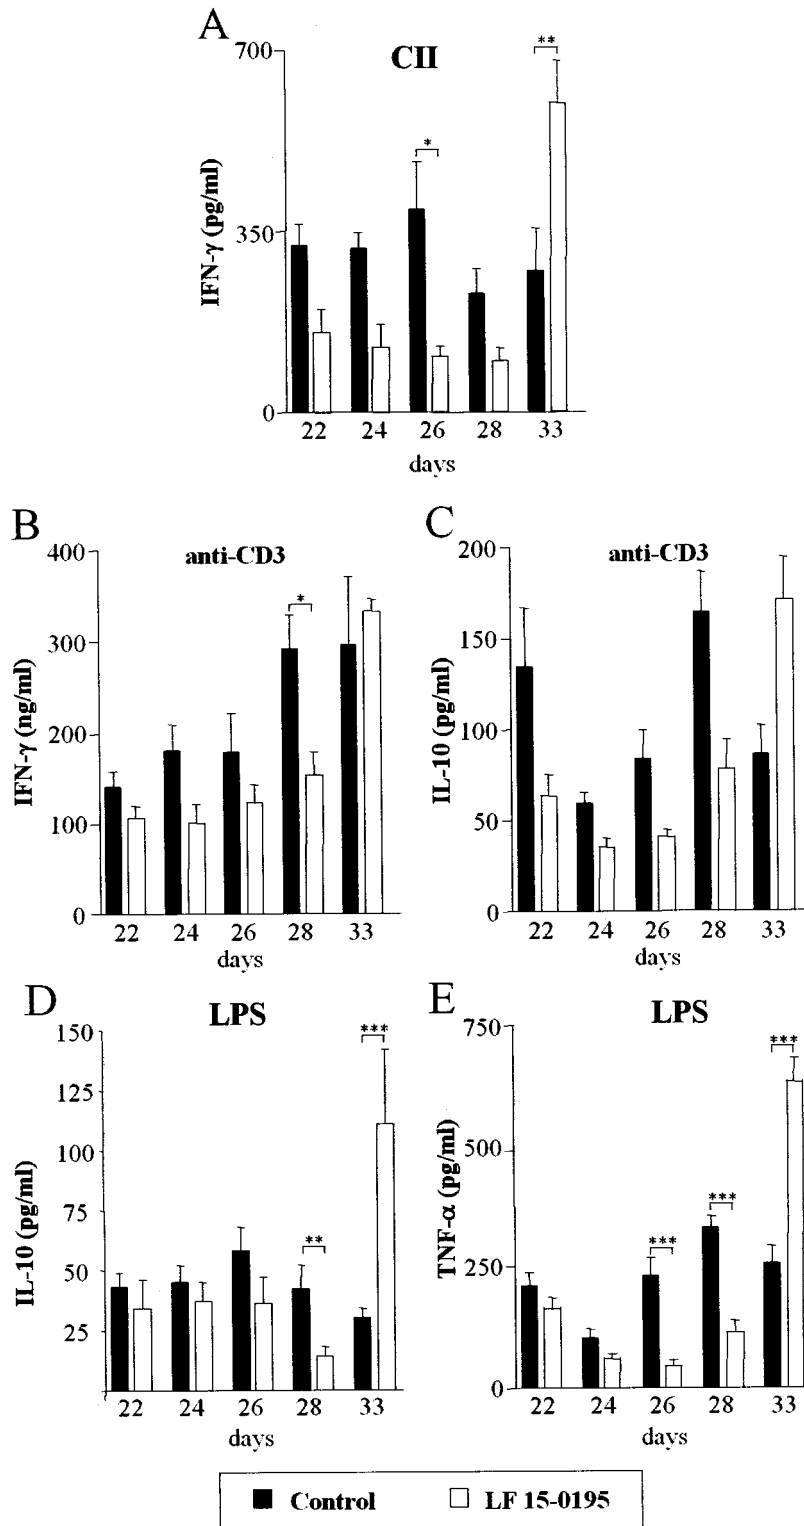 A
CII
700
350
0
IFN-γ (pg/ml)
*
**
22 24 26 28 33
days
B
anti-CD3
400
300
200
100
0
IFN-γ (ng/ml)
*
22 24 26 28 33
days
C
anti-CD3
200
150
100
50
0
IL-10 (pg/ml)
22 24 26 28 33
days
D
LPS
150
125
100
75
50
25
IL-10 (pg/ml)
**
***
22 24 26 28 33
days
E
LPS
750
500
250
0
TNF-α (pg/ml)
***
***
***
22 24 26 28 33
days
Control LF 15-0195